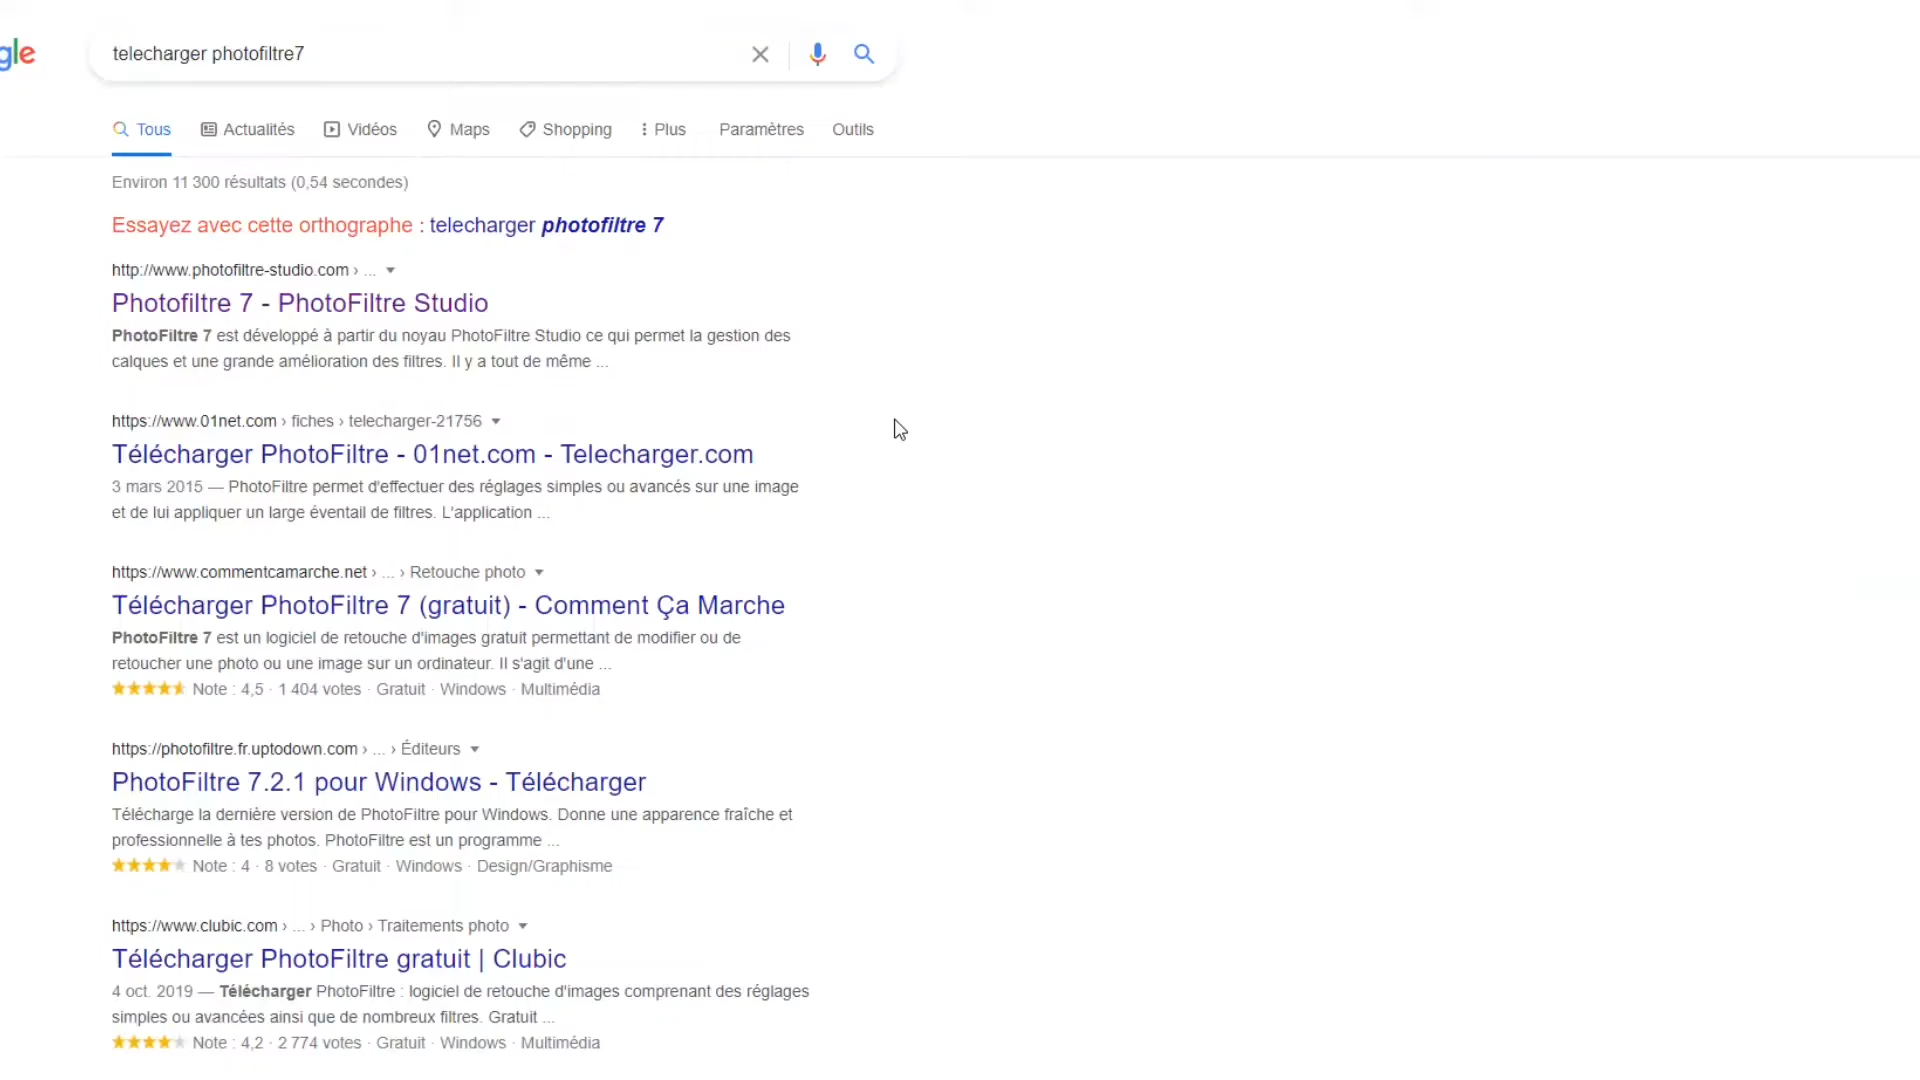 gle
telecharger photofiltre7
Tous Actualités Vidéos Maps Shopping Plus Paramètres Outils
Environ 11 300 résultats (0,54 secondes)
Essayez avec cette orthographe : telecharger photofiltre 7
http://www.photofiltre-studio.com › ...
Photofiltre 7 - PhotoFiltre Studio
PhotoFiltre 7 est développé à partir du noyau PhotoFiltre Studio ce qui permet la gestion des
calques et une grande amélioration des filtres. Il y a tout de même ...
https://www.01net.com › fiches › telecharger-21756
Télécharger PhotoFiltre - 01net.com - Telecharger.com
3 mars 2015 — PhotoFiltre permet d'effectuer des réglages simples ou avancés sur une image
et de lui appliquer un large éventail de filtres. L'application ...
https://www.commentcamarche.net › ... › Retouche photo
Télécharger PhotoFiltre 7 (gratuit) - Comment Ça Marche
PhotoFiltre 7 est un logiciel de retouche d'images gratuit permettant de modifier ou de
retoucher une photo ou une image sur un ordinateur. Il s'agit d'une ...
Note : 4,5 · 1 404 votes · Gratuit · Windows · Multimédia
https://photofiltre.fr.uptodown.com › ... › Éditeurs
PhotoFiltre 7.2.1 pour Windows - Télécharger
Télécharge la dernière version de PhotoFiltre pour Windows. Donne une apparence fraîche et
professionnelle à tes photos. PhotoFiltre est un programme ...
Note : 4 · 8 votes · Gratuit · Windows · Design/Graphisme
https://www.clubic.com › ... › Photo › Traitements photo
Télécharger PhotoFiltre gratuit | Clubic
4 oct. 2019 — Télécharger PhotoFiltre : logiciel de retouche d'images comprenant des réglages
simples ou avancées ainsi que de nombreux filtres. Gratuit ...
Note : 4,2 · 2 774 votes · Gratuit · Windows · Multimédia